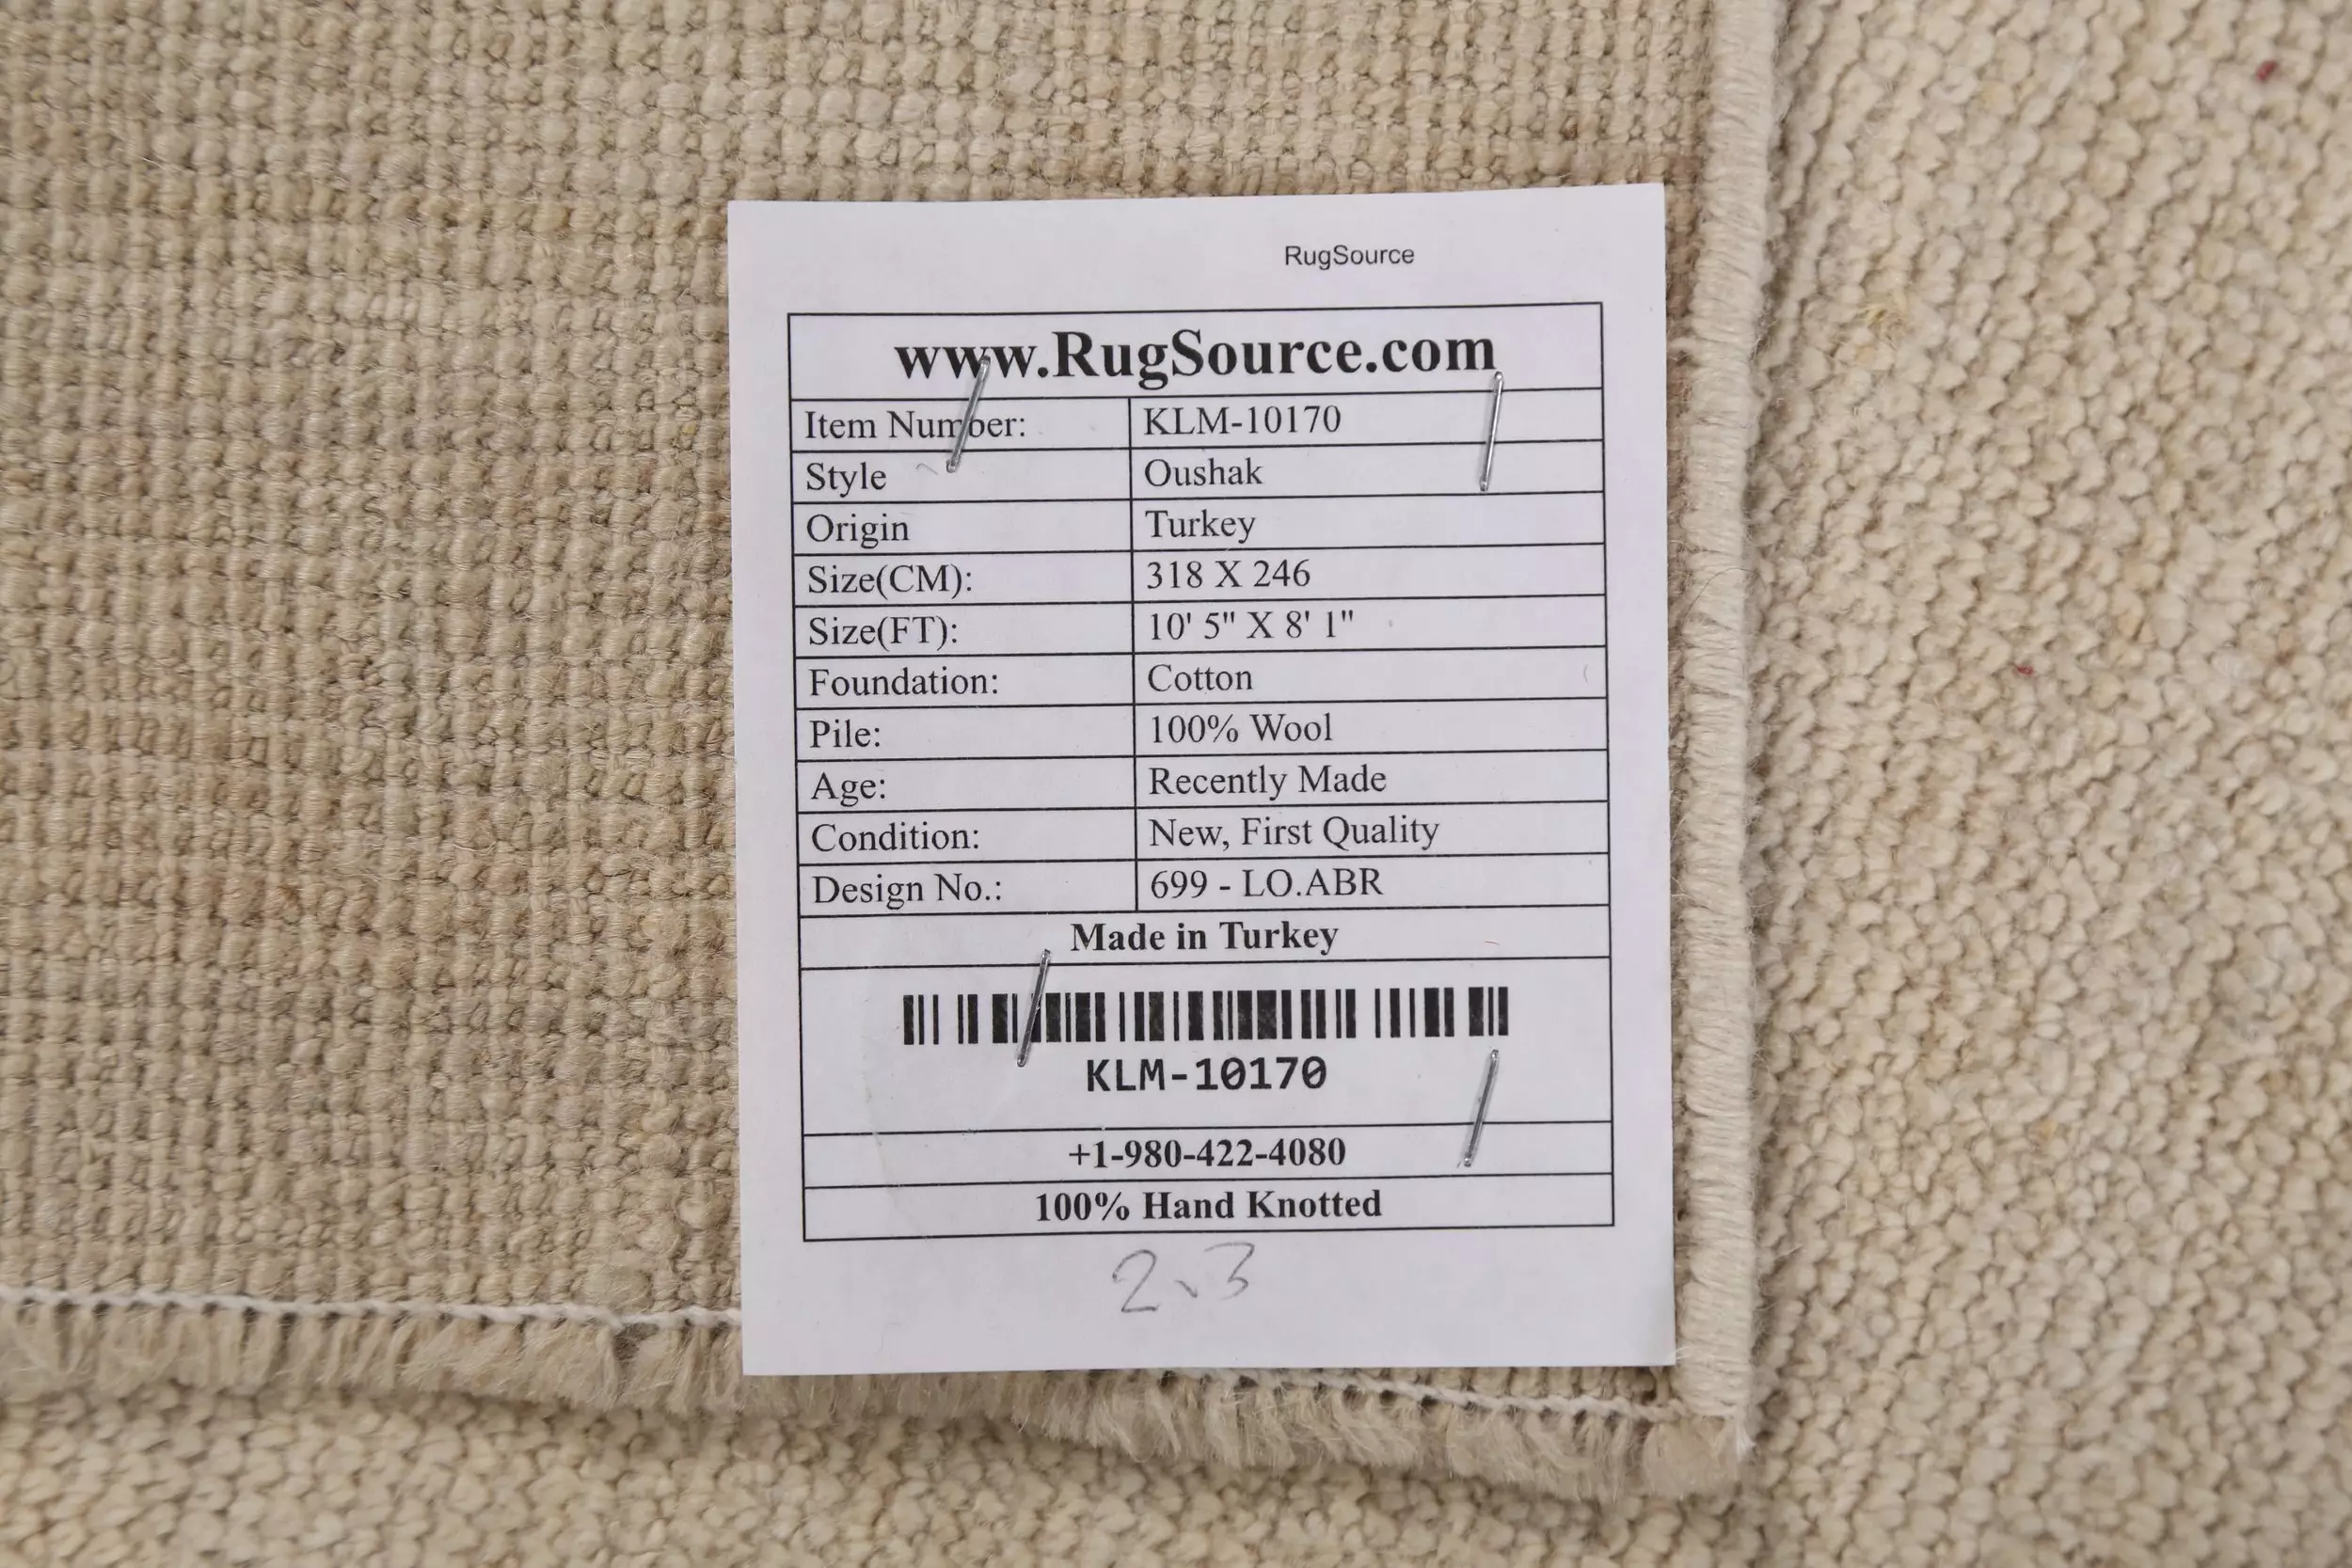 RugSource
www.RugSource.com
Item Number: KLM-10170
Style Oushak
Origin Turkey
Size(CM): 318 X 246
Size(FT): 10' 5" X 8' 1"
Foundation: Cotton
Pile: 100% Wool
Age: Recently Made
Condition: New, First Quality
Design No.: 699 - LO.ABR
Made in Turkey
KLM-10170
+1-980-422-4080
100% Hand Knotted
2.3